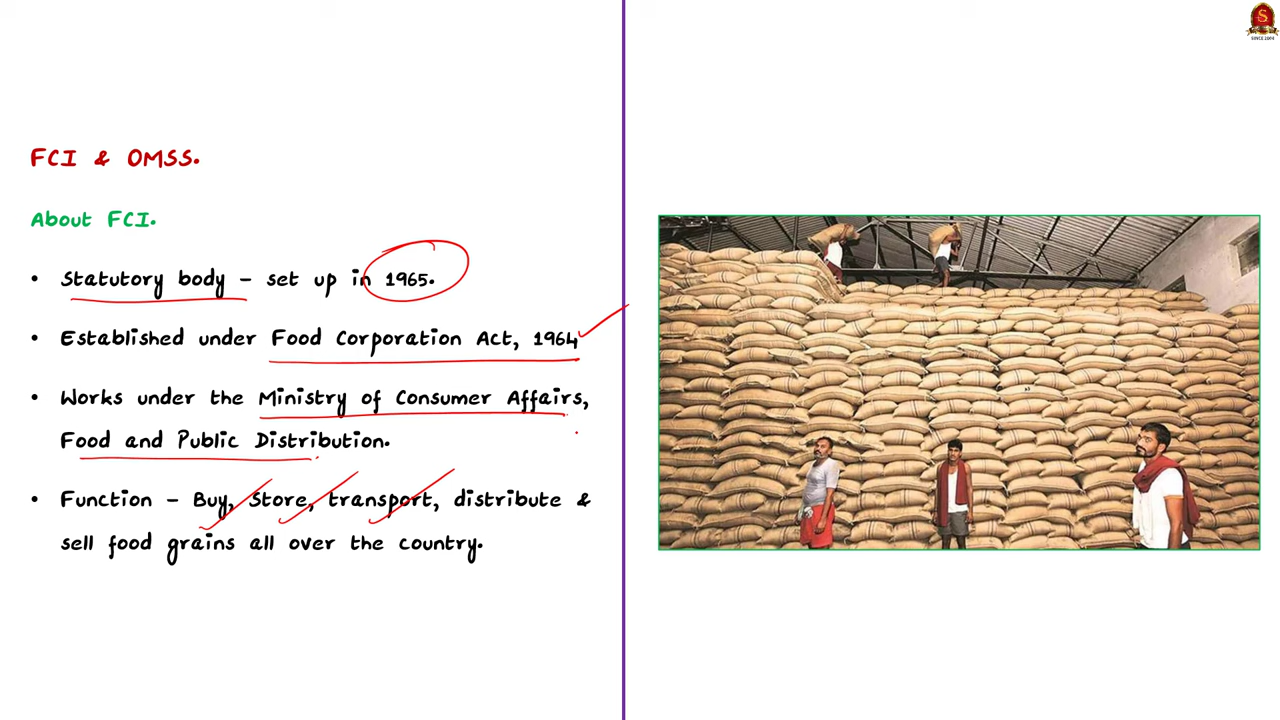 FCI & OMSS.
About FCI.
• Statutory body – set up in 1965.
• Established under Food Corporation Act, 1964
• Works under the Ministry of Consumer Affairs,
Food and Public Distribution.
• Function – Buy, Store, transport, distribute &
sell food grains all over the country.
S
SINCE 2004